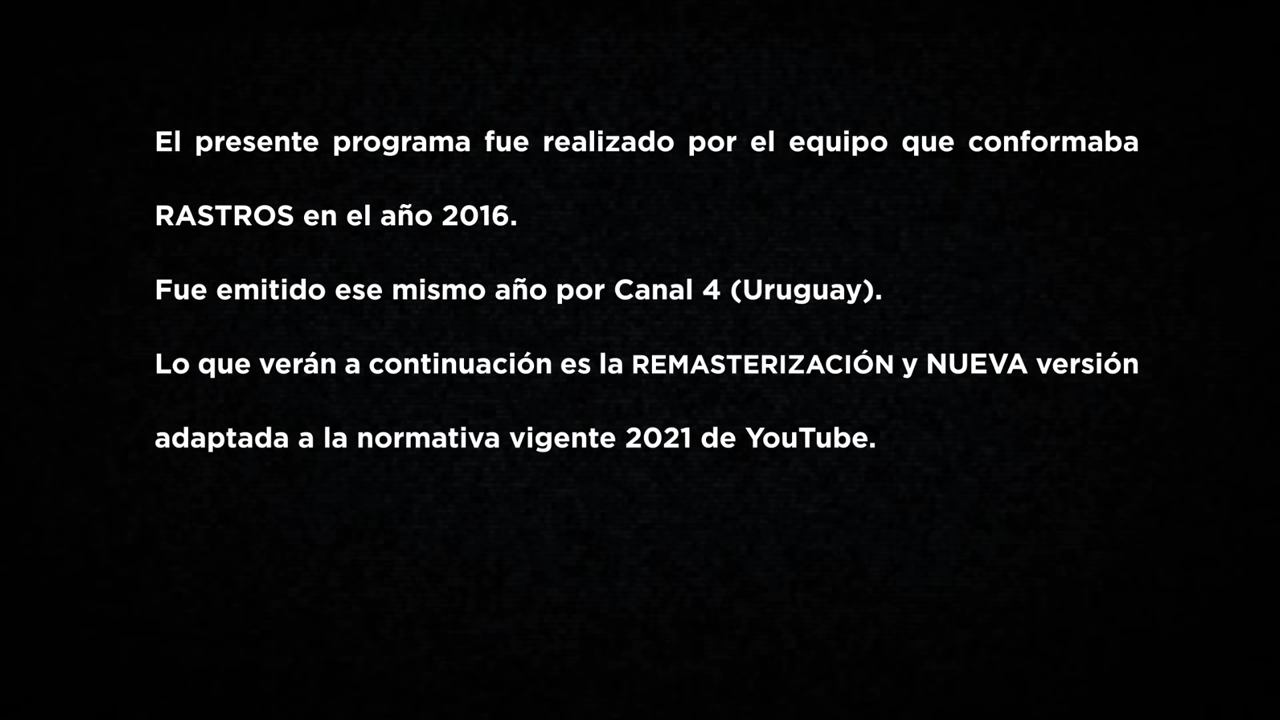 El presente programa fue realizado por el equipo que conformaba
RASTROS en el año 2016.
Fue emitido ese mismo año por Canal 4 (Uruguay).
Lo que verán a continuación es la REMASTERIZACIÓN y NUEVA versión
adaptada a la normativa vigente 2021 de YouTube.